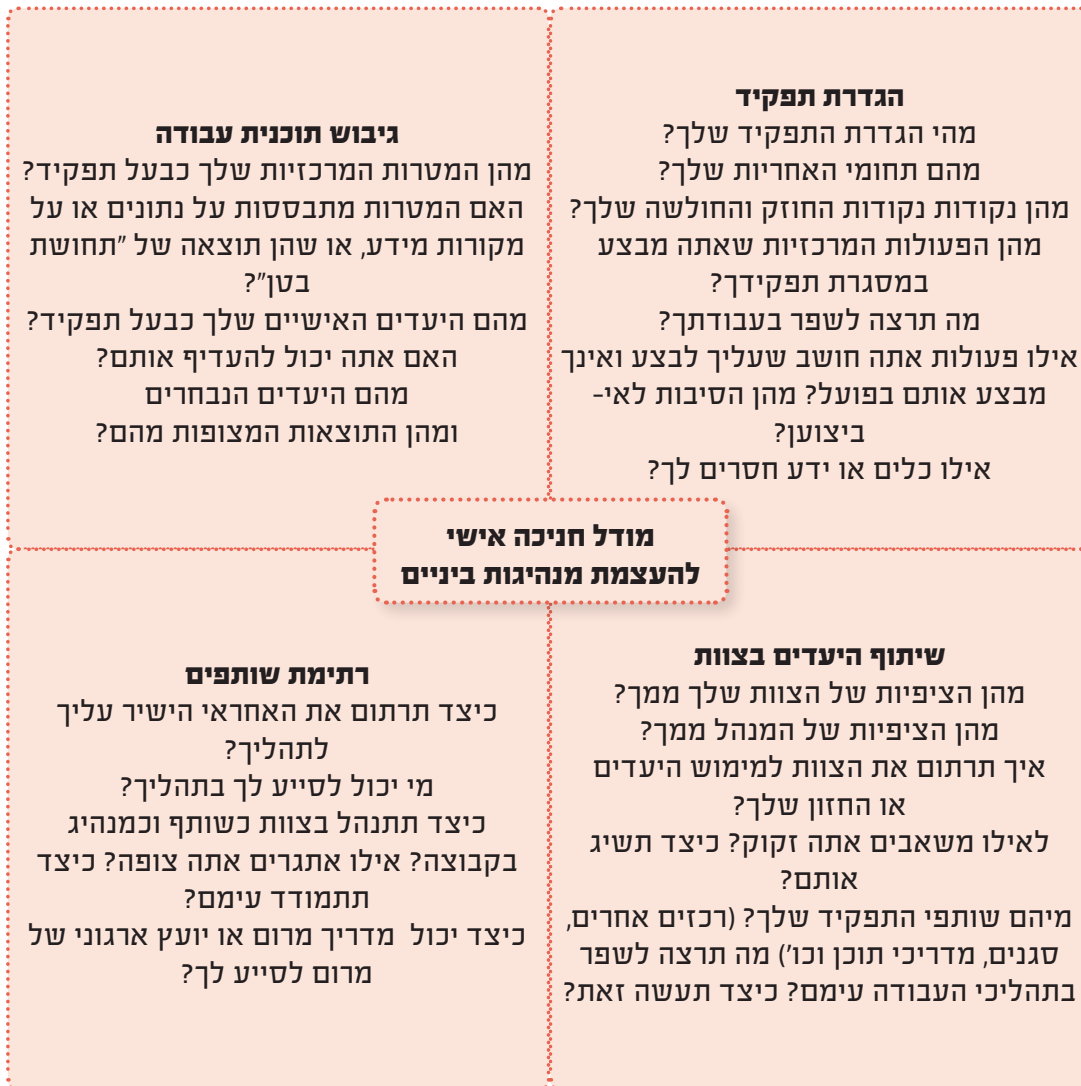 הגדרת תפקיד
מהי הגדרת התפקיד שלך?
מהם תחומי האחריות שלך?
מהן נקודות נקודות החוזק והחולשה שלך?
מהן הפעולות המרכזיות שאתה מבצע
במסגרת תפקידך?
מה תרצה לשפר בעבודתך?
אילו פעולות אתה חושב שעליך לבצע ואינך
מבצע אותם בפועל? מהן הסיבות לאי-
ביצוען?
אילו כלים או ידע חסרים לך?
גיבוש תוכנית עבודה
מהן המטרות המרכזיות שלך כבעל תפקיד?
האם המטרות מתבססות על נתונים או על
מקורות מידע, או שהן תוצאה של "תחושת
בטן"?
מהם היעדים האישיים שלך כבעל תפקיד?
האם אתה יכול להעדיף אותם?
מהם היעדים הנבחרים
ומהן התוצאות המצופות מהם?
מודל חניכה אישי
להעצמת מנהיגות ביניים
שיתוף היעדים בצוות
מהן הציפיות של הצוות שלך ממך?
מהן הציפיות של המנהל ממך?
איך תרתום את הצוות למימוש היעדים
או החזון שלך?
לאילו משאבים אתה זקוק? כיצד תשיג
אותם?
מיהם שותפי התפקיד שלך? (רכזים אחרים,
סגנים, מדריכי תוכן וכו') מה תרצה לשפר
בתהליכי העבודה עימם? כיצד תעשה זאת?
רתימת שותפים
כיצד תרתום את האחראי הישיר עליך
לתהליך?
מי יכול לסייע לך בתהליך?
כיצד תתנהל בצוות כשותף וכמנהיג
בקבוצה? אילו אתגרים אתה צופה? כיצד
תתמודד עימם?
כיצד יכול מדריך מרום או יועץ ארגוני של
מרום לסייע לך?